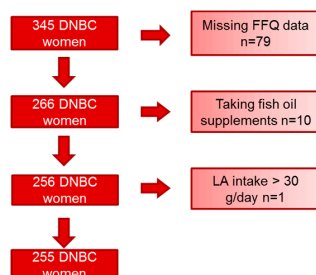 345 DNBC
women
Missing FFQ data
n=79
266 DNBC
women
Taking fish oil
supplements n=10
256 DNBC
women
LA intake > 30
g/day n=1
255 DNBC
women